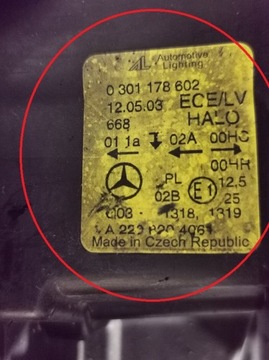 AL Automotive Lighting
0 301 178 602
12.05.03 ECE/LV
668 HALO
01 1a 02A 00HC
00HR
PL 12,5
02B E1 25
1318, 1319
Made in Czech Republic